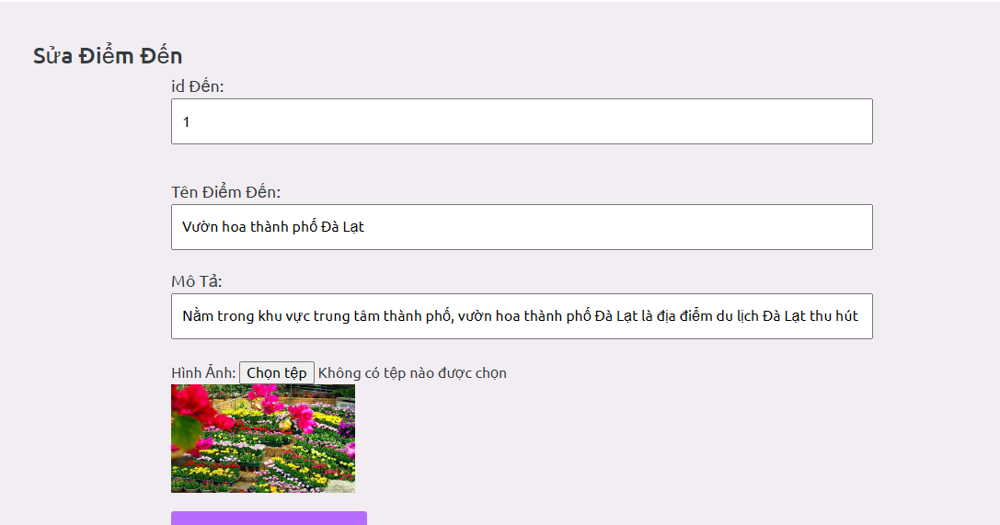 Sửa Điểm Đến
id Đến:
1
Tên Điểm Đến:
Vườn hoa thành phố Đà Lạt
Mô Tả:
Nằm trong khu vực trung tâm thành phố, vườn hoa thành phố Đà Lạt là địa điểm du lịch Đà Lạt thu hút
Hình Ảnh: Chọn tệp Không có tệp nào được chọn